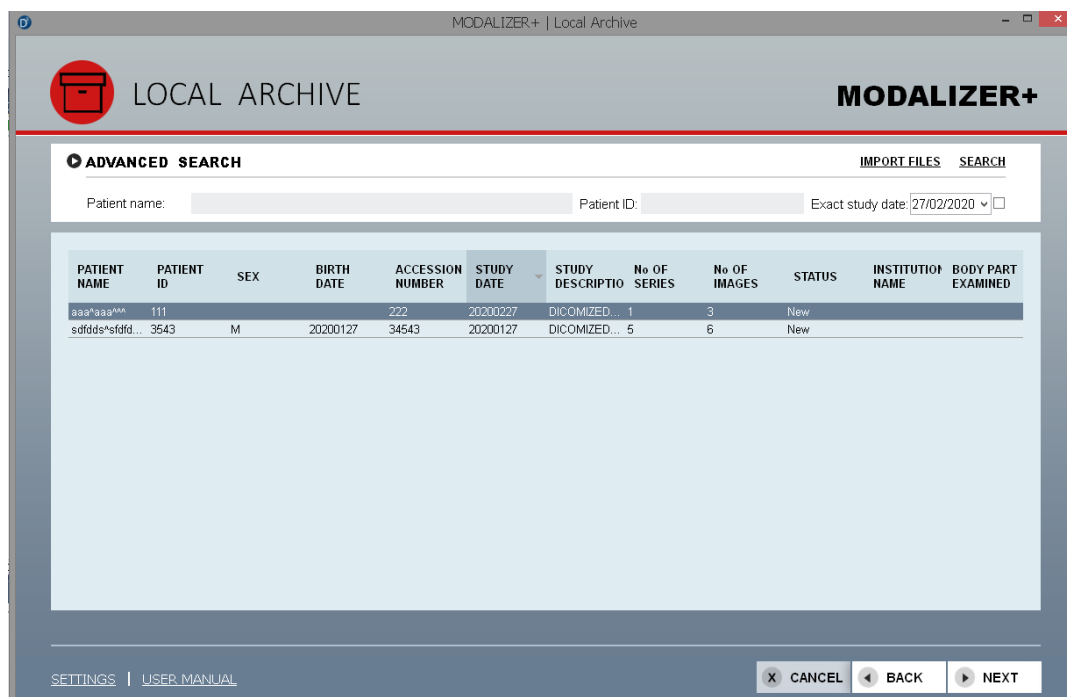 MODALIZER+ | Local Archive
LOCAL ARCHIVE
MODALIZER+
ADVANCED SEARCH
IMPORT FILES SEARCH
Patient name: Patient ID: Exact study date: 27/02/2020
PATIENT NAME PATIENT ID SEX BIRTH DATE ACCESSION NUMBER STUDY DATE STUDY DESCRIPTIO No OF SERIES No OF IMAGES STATUS INSTITUTION NAME BODY PART EXAMINED
aaa^aaa^^^ 111 222 20200227 DICOMIZED... 1 3 New
sdfdds^sfdfd... 3543 M 20200127 34543 20200127 DICOMIZED... 5 6 New
SETTINGS | USER MANUAL
X CANCEL BACK NEXT